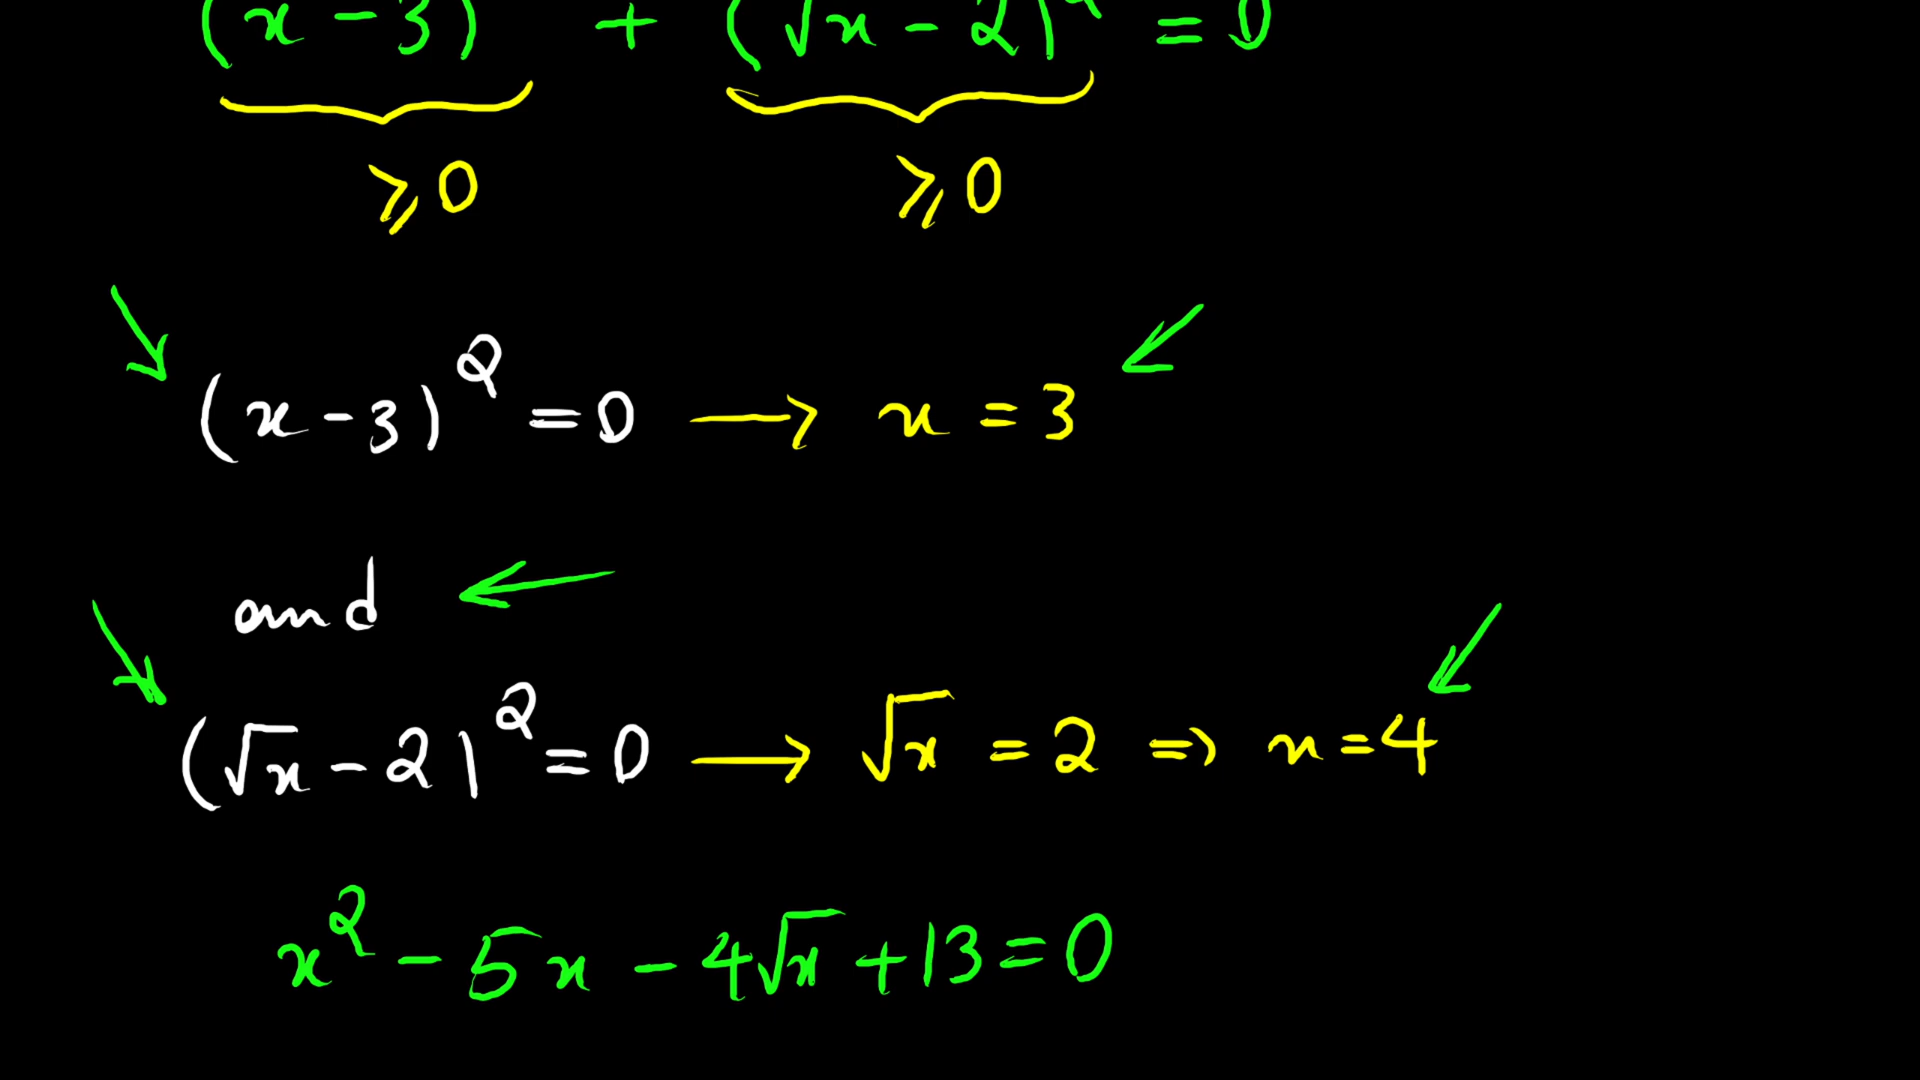 (x - 3) + (√x - 2)² = 0
≥ 0 ≥ 0
(x - 3)² = 0 → x = 3
and
(√x - 2)² = 0 → √x = 2 ⇒ x = 4
x² - 5x - 4√x + 13 = 0